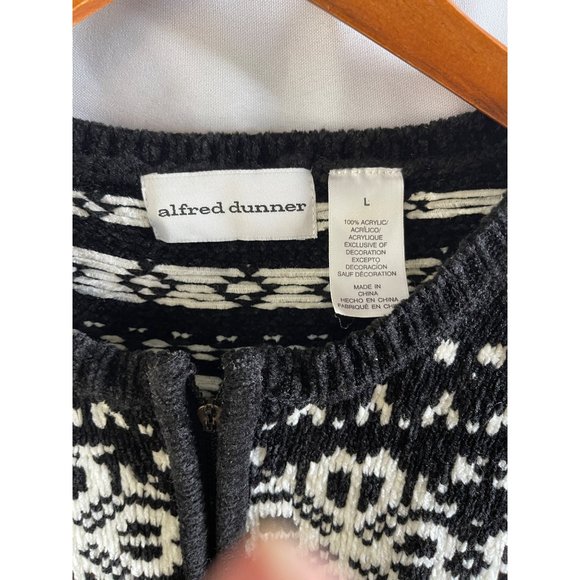 alfred dunner
L
100% ACRYLIC/
ACRÍLICO/
ACRYLIQUE
EXCLUSIVE OF
DECORATION
EXCEPTO
DECORACIÓN
SAUF DÉCORATION
MADE IN
CHINA
HECHO EN CHINA
FABRIQUÉ EN